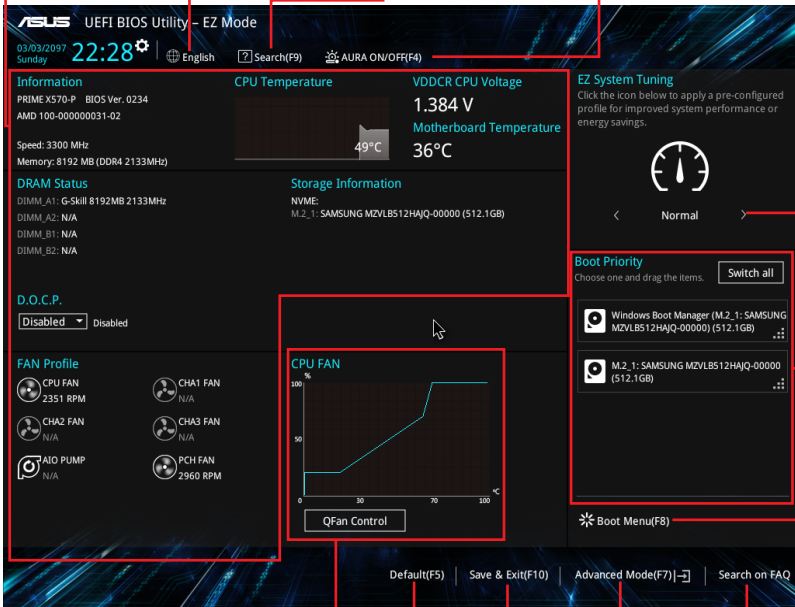 ASUS UEFI BIOS Utility – EZ Mode
03/03/2097
Sunday
22:28
English
Search(F9)
AURA ON/OFF(F4)
Information
PRIME X570-P BIOS Ver. 0234
AMD 100-000000031-02
Speed: 3300 MHz
Memory: 8192 MB (DDR4 2133MHz)
CPU Temperature
49°C
VDDCR CPU Voltage
1.384 V
Motherboard Temperature
36°C
EZ System Tuning
Click the icon below to apply a pre-configured
profile for improved system performance or
energy savings.
Normal
DRAM Status
DIMM_A1: G-Skill 8192MB 2133MHz
DIMM_A2: N/A
DIMM_B1: N/A
DIMM_B2: N/A
Storage Information
NVME:
M.2_1: SAMSUNG MZVLB512HAJQ-00000 (512.1GB)
D.O.C.P.
Disabled Disabled
Boot Priority
Choose one and drag the items.
Switch all
Windows Boot Manager (M.2_1: SAMSUNG
MZVLB512HAJQ-00000) (512.1GB)
M.2_1: SAMSUNG MZVLB512HAJQ-00000
(512.1GB)
FAN Profile
CPU FAN
2351 RPM
CHA1 FAN
N/A
CHA2 FAN
N/A
CHA3 FAN
N/A
AIO PUMP
N/A
PCH FAN
2960 RPM
CPU FAN
%
100
50
0 30 70 100
°C
QFan Control
Boot Menu(F8)
Default(F5)
Save & Exit(F10)
Advanced Mode(F7)
Search on FAQ